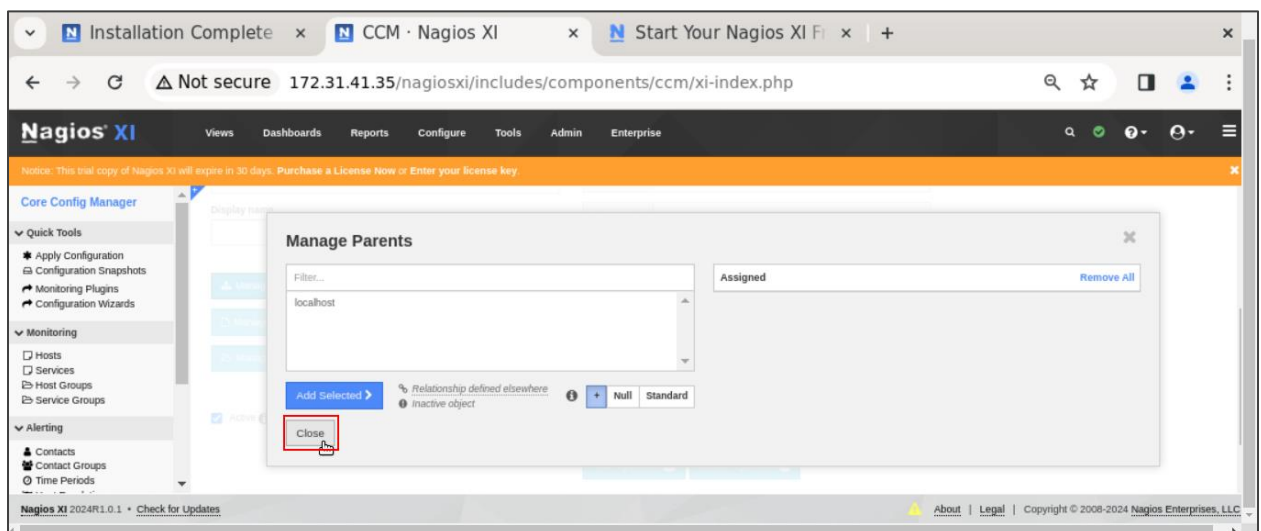 Installation Complete × CCM · Nagios XI × Start Your Nagios XI Fr × + ×
Not secure 172.31.41.35/nagiosxi/includes/components/ccm/xi-index.php
Nagios® XI Views Dashboards Reports Configure Tools Admin Enterprise
Notice: This trial copy of Nagios XI will expire in 30 days. Purchase a License Now or Enter your license key.
Core Config Manager
Display name
Quick Tools
Apply Configuration
Configuration Snapshots
Monitoring Plugins
Configuration Wizards
Monitoring
Hosts
Services
Host Groups
Service Groups
Alerting
Contacts
Contact Groups
Time Periods
Manage Parents
Filter...
localhost
Assigned Remove All
Add Selected
Relationship defined elsewhere
Inactive object
+ Null Standard
Close
Active
Nagios XI 2024R1.0.1 • Check for Updates
About | Legal | Copyright © 2008-2024 Nagios Enterprises, LLC